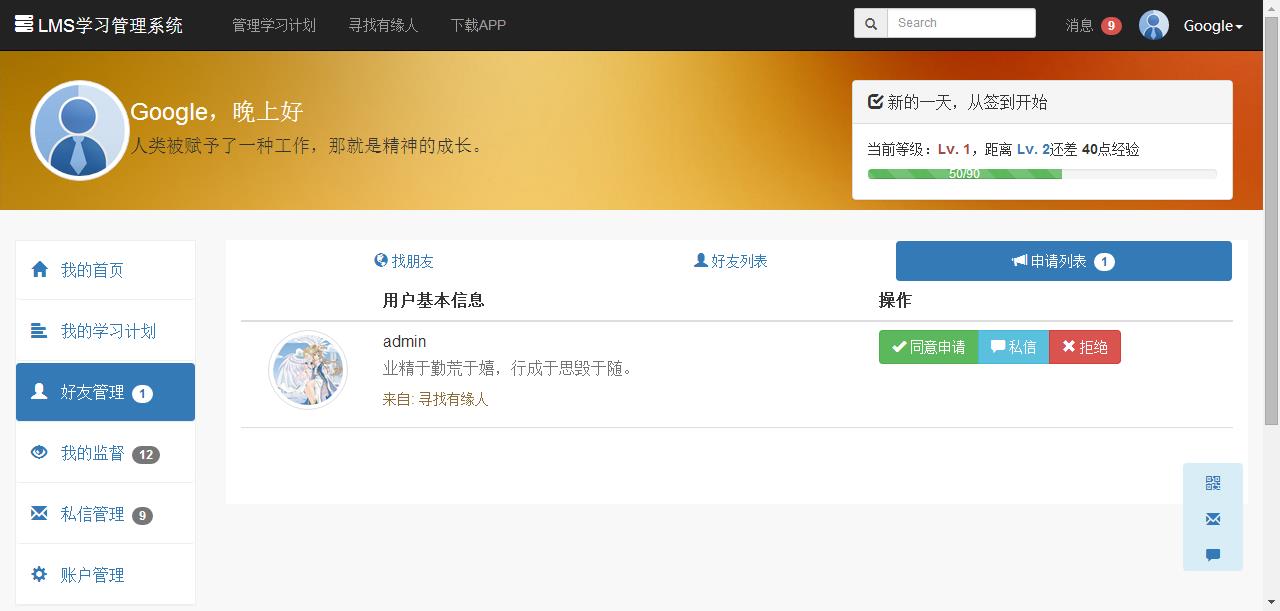 LMS学习管理系统 管理学习计划 寻找有缘人 下载APP Search 消息 9 Google
Google，晚上好
人类被赋予了一种工作，那就是精神的成长。
新的一天，从签到开始
当前等级：Lv. 1，距离 Lv. 2还差 40点经验
50/90
我的首页
我的学习计划
好友管理 1
我的监督 12
私信管理 9
账户管理
找朋友 好友列表 申请列表 1
用户基本信息 操作
admin
业精于勤荒于嬉，行成于思毁于随。
来自: 寻找有缘人
同意申请 私信 拒绝